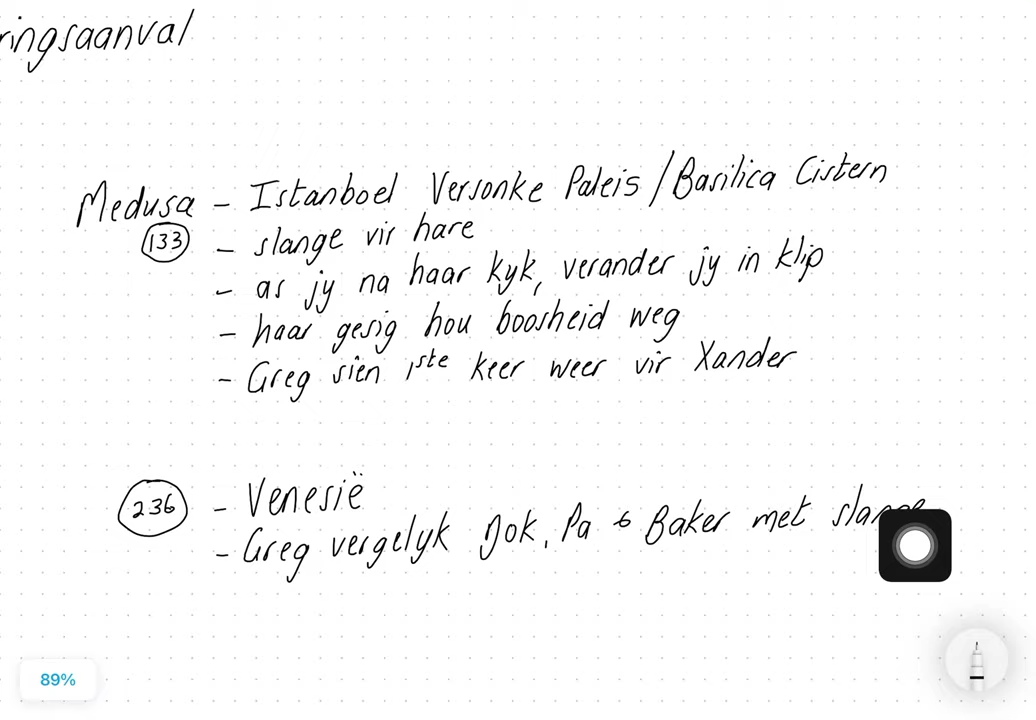 ringsaanval
Medusa - Istanboel Versonke Paleis / Basilica Cistern
133 - slange vir hare
- as jy na haar kyk, verander jy in klip
- haar gesig hou boosheid weg
- Greg sien 1ste keer weer vir Xander
236 - Venesië
- Greg vergelyk Dok, Pa & Baker met
89%